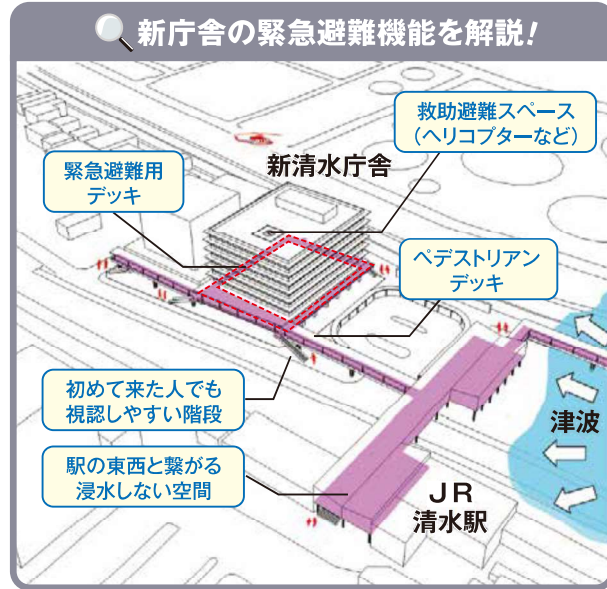 新庁舎の緊急避難機能を解説!
救助避難スペース
(ヘリコプターなど)
新清水庁舎
緊急避難用
デッキ
ペデストリアン
デッキ
初めて来た人でも
視認しやすい階段
津波
駅の東西と繋がる
浸水しない空間
JR
清水駅